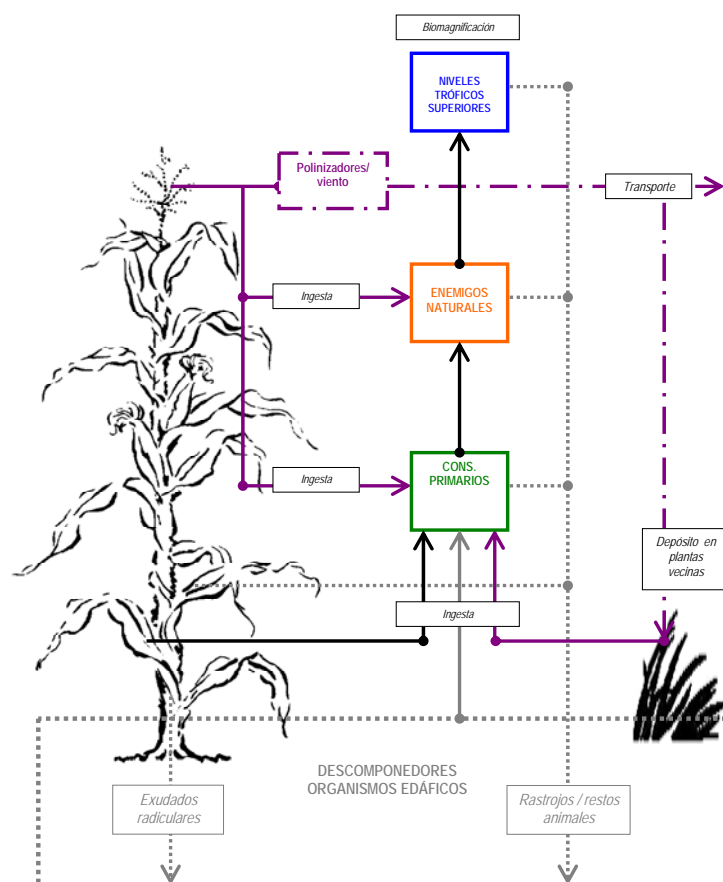 Biomagnificación
NIVELES
TRÓFICOS
SUPERIORES
Polinizadores/
viento
Transporte
Ingesta
ENEMIGOS
NATURALES
Ingesta
CONS.
PRIMARIOS
Depósito en
plantas
vecinas
Ingesta
DESCOMPONEDORES
ORGANISMOS EDÁFICOS
Exudados
radiculares
Rastrojos / restos
animales